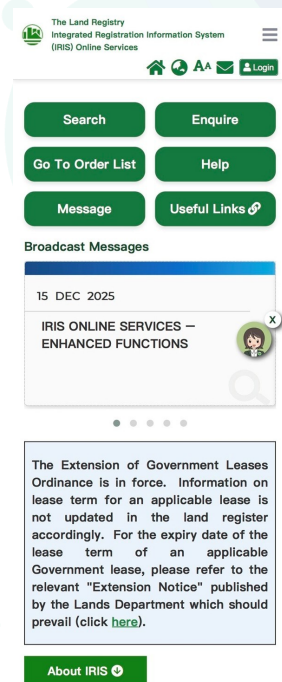 The Land Registry
Integrated Registration Information System
(IRIS) Online Services
AA
Login
Search
Enquire
Go To Order List
Help
Message
Useful Links
Broadcast Messages
15 DEC 2025
X
IRIS ONLINE SERVICES –
ENHANCED FUNCTIONS
The Extension of Government Leases
Ordinance is in force. Information on
lease term for an applicable lease is
not updated in the land register
accordingly. For the expiry date of the
lease term of an applicable
Government lease, please refer to the
relevant "Extension Notice" published
by the Lands Department which should
prevail (click here).
About IRIS